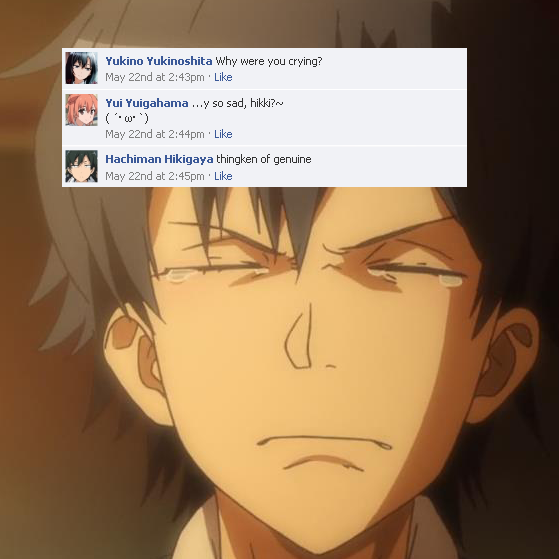 Yukino Yukinoshita Why were you crying?
May 22nd at 2:43pm · Like
Yui Yuigahama ...y so sad, hikki?~
( ´• ω• `)
May 22nd at 2:44pm · Like
Hachiman Hikigaya thingken of genuine
May 22nd at 2:45pm · Like